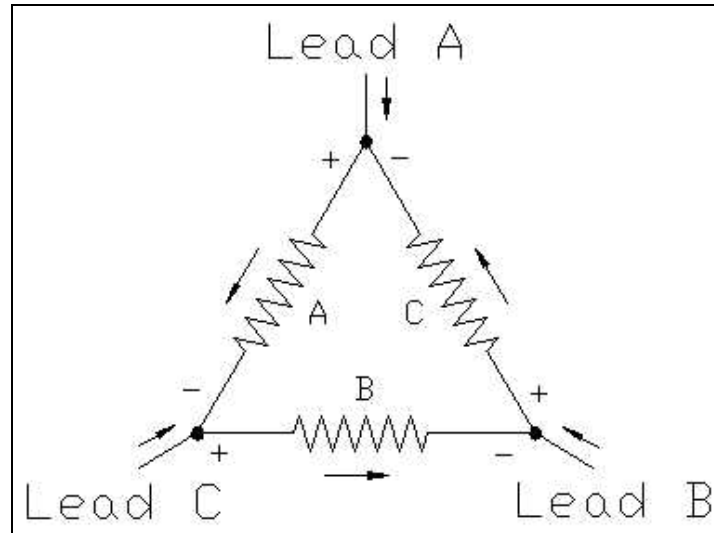 Lead A
+ −
A C
B
− +
+ −
Lead C Lead B